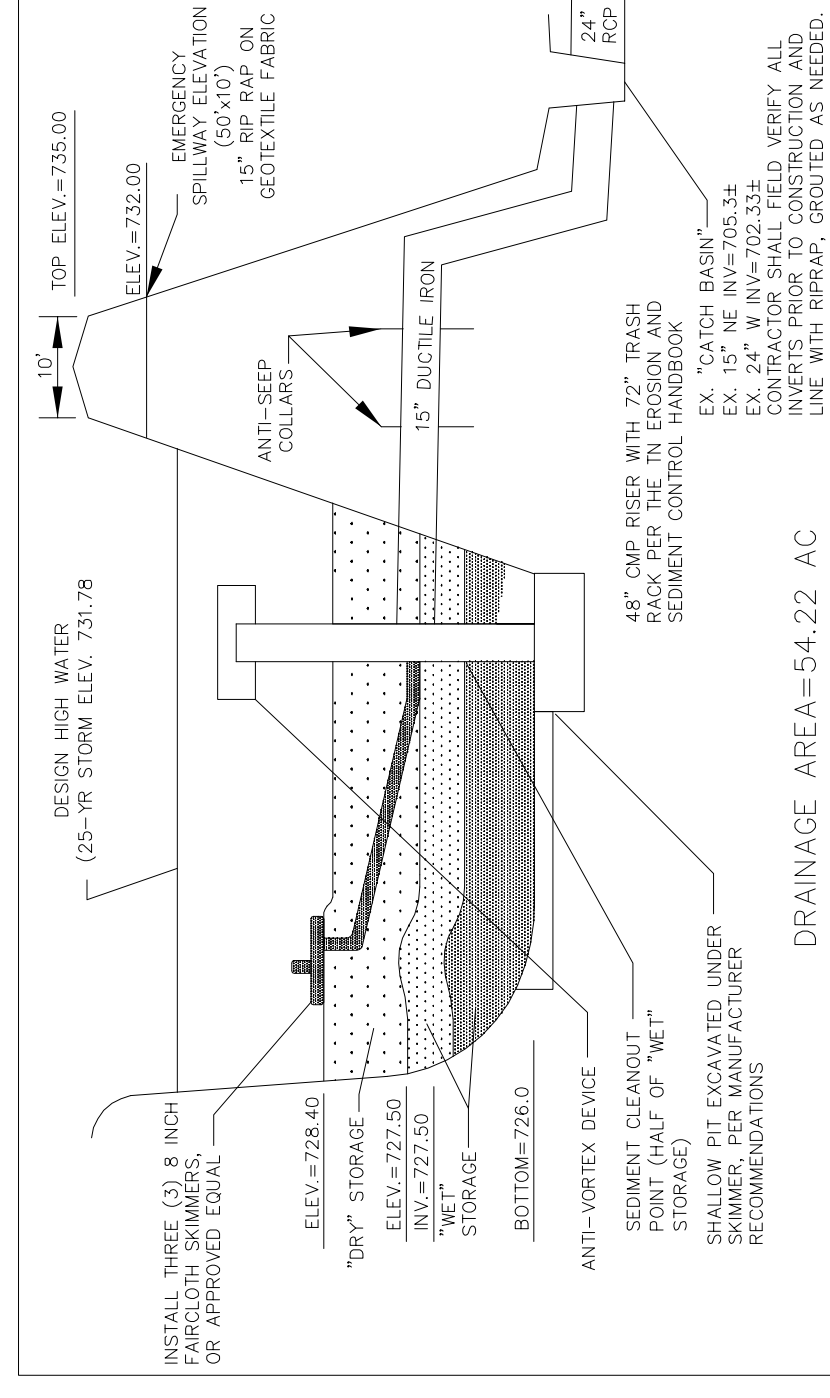 TOP ELEV.=735.00
10'
ELEV.=732.00
EMERGENCY
SPILLWAY ELEVATION
(50'x10')
15" RIP RAP ON
GEOTEXTILE FABRIC
DESIGN HIGH WATER
(25-YR STORM ELEV. 731.78
ANTI-SEEP
COLLARS
15" DUCTILE IRON
24"
RCP
INSTALL THREE (3) 8 INCH
FAIRCLOTH SKIMMERS,
OR APPROVED EQUAL
ELEV.=728.40
"DRY" STORAGE
ELEV.=727.50
INV.=727.50
"WET"
STORAGE
BOTTOM=726.0
ANTI-VORTEX DEVICE
SEDIMENT CLEANOUT
POINT (HALF OF "WET"
STORAGE)
SHALLOW PIT EXCAVATED UNDER
SKIMMER, PER MANUFACTURER
RECOMMENDATIONS
48" CMP RISER WITH 72" TRASH
RACK PER THE TN EROSION AND
SEDIMENT CONTROL HANDBOOK
EX. "CATCH BASIN"
EX. 15" NE INV=705.3±
EX. 24" W INV=702.33±
CONTRACTOR SHALL FIELD VERIFY ALL
INVERTS PRIOR TO CONSTRUCTION AND
LINE WITH RIPRAP, GROUTED AS NEEDED.
DRAINAGE AREA=54.22 AC